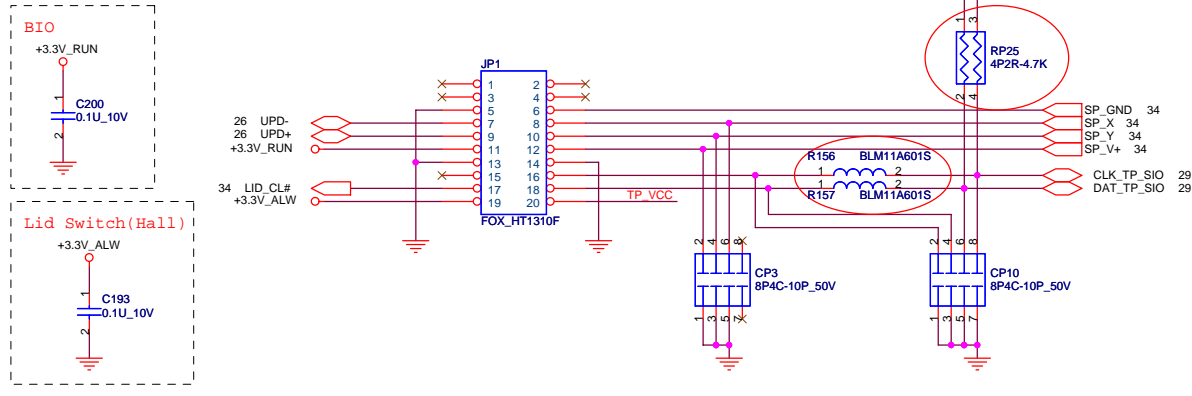 BIO
+3.3V_RUN
1
C200
0.1U_10V
2
Lid Switch(Hall)
+3.3V_ALW
1
C193
0.1U_10V
2
JP1
1 2
3 4
5 6
7 8
9 10
11 12
13 14
15 16
17 18
19 20
FOX_HT1310F
26 UPD-
26 UPD+
+3.3V_RUN
34 LID_CL#
+3.3V_ALW
TP_VCC
1 3
RP25
4P2R-4.7K
2 4
SP_GND 34
SP_X 34
SP_Y 34
SP_V+ 34
R156 BLM11A601S
1 2
1 2
R157 BLM11A601S
CLK_TP_SIO 29
DAT_TP_SIO 29
2 4 6 8
CP3
8P4C-10P_50V
1 3 5 7
2 4 6 8
CP10
8P4C-10P_50V
1 3 5 7